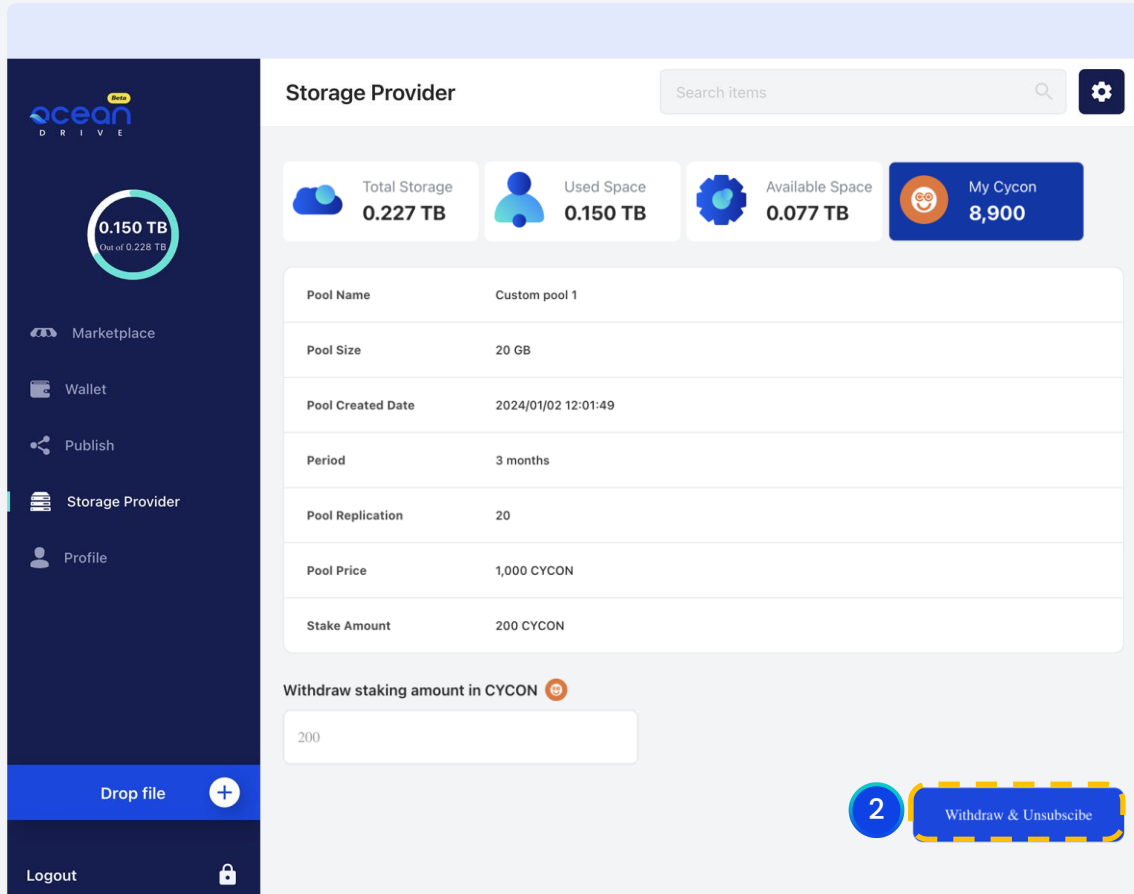 Beta
ocean
DRIVE
0.150 TB
Out of 0.228 TB
Marketplace
Wallet
Publish
Storage Provider
Profile
Drop file
Logout
Storage Provider
Search items
Total Storage
0.227 TB
Used Space
0.150 TB
Available Space
0.077 TB
My Cycon
8,900
Pool Name Custom pool 1
Pool Size 20 GB
Pool Created Date 2024/01/02 12:01:49
Period 3 months
Pool Replication 20
Pool Price 1,000 CYCON
Stake Amount 200 CYCON
Withdraw staking amount in CYCON
200
2
Withdraw & Unsubscibe